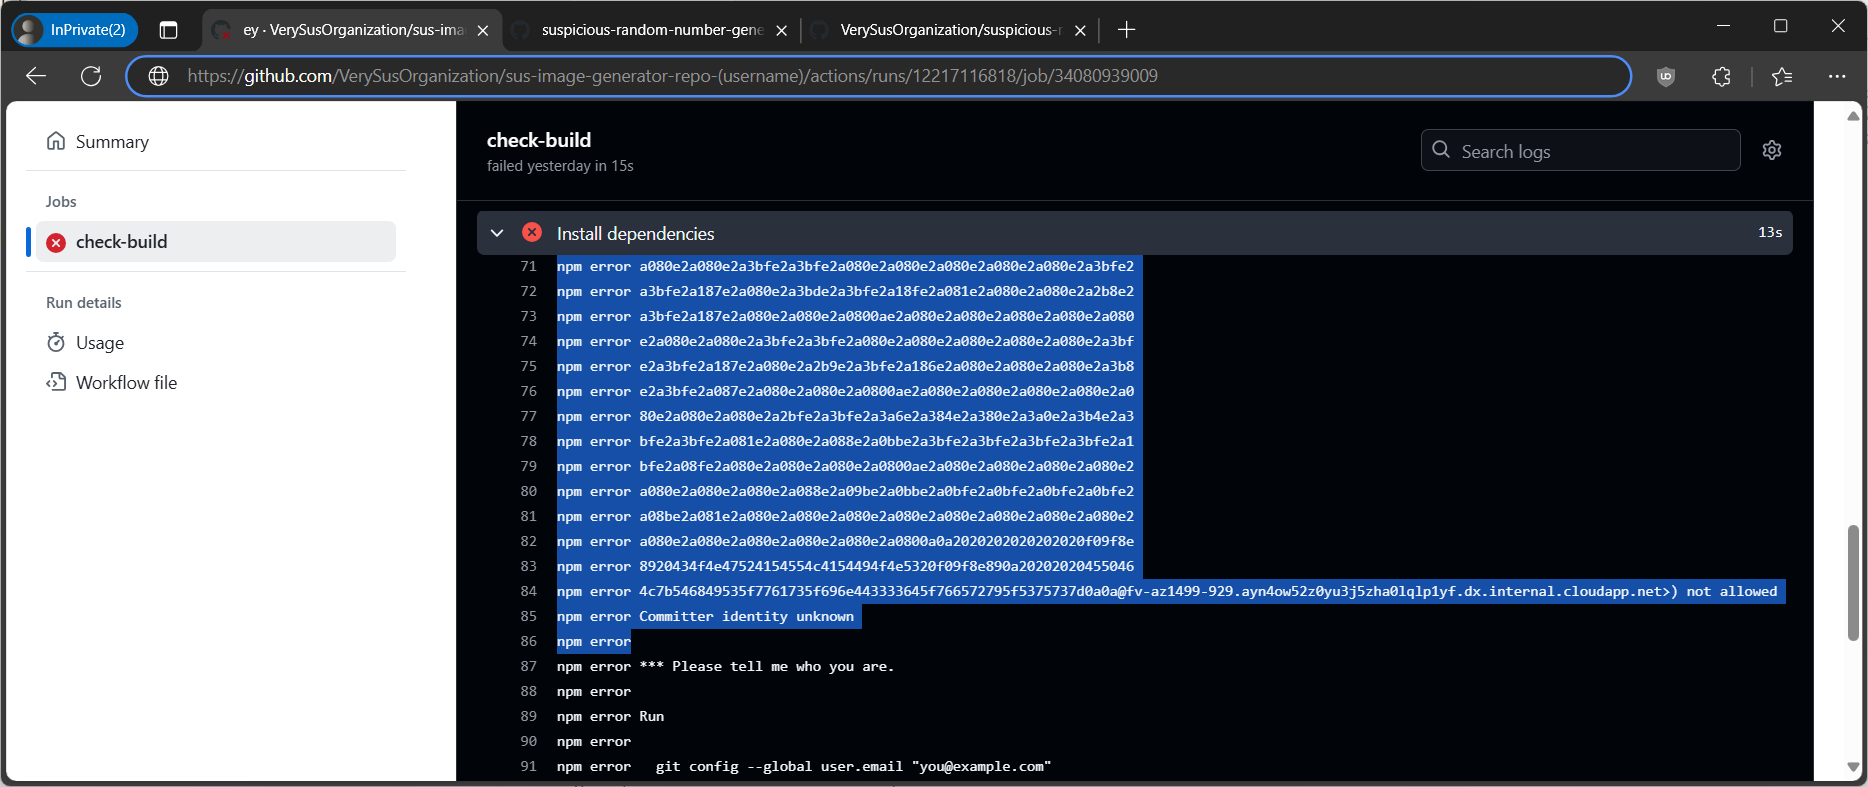 InPrivate(2)
ey · VerySusOrganization/sus-ima
suspicious-random-number-gene
VerySusOrganization/suspicious-r
https://github.com/VerySusOrganization/sus-image-generator-repo-(username)/actions/runs/12217116818/job/34080939009
Summary
Jobs
check-build
Run details
Usage
Workflow file
check-build
failed yesterday in 15s
Search logs
Install dependencies
13s
71 npm error a080e2a080e2a3bfe2a3bfe2a080e2a080e2a080e2a080e2a080e2a3bfe2
72 npm error a3bfe2a187e2a080e2a3bde2a3bfe2a18fe2a081e2a080e2a080e2a2b8e2
73 npm error a3bfe2a187e2a080e2a080e2a0800ae2a080e2a080e2a080e2a080e2a080
74 npm error e2a080e2a080e2a3bfe2a3bfe2a080e2a080e2a080e2a080e2a080e2a3bf
75 npm error e2a3bfe2a187e2a080e2a2b9e2a3bfe2a186e2a080e2a080e2a080e2a3b8
76 npm error e2a3bfe2a087e2a080e2a080e2a0800ae2a080e2a080e2a080e2a080e2a0
77 npm error 80e2a080e2a080e2a2bfe2a3bfe2a3a6e2a384e2a380e2a3a0e2a3b4e2a3
78 npm error bfe2a3bfe2a081e2a080e2a088e2a0bbe2a3bfe2a3bfe2a3bfe2a3bfe2a1
79 npm error bfe2a08fe2a080e2a080e2a080e2a0800ae2a080e2a080e2a080e2a080e2
80 npm error a080e2a080e2a080e2a088e2a09be2a0bbe2a0bfe2a0bfe2a0bfe2a0bfe2
81 npm error a08be2a081e2a080e2a080e2a080e2a080e2a080e2a080e2a080e2a080e2
82 npm error a080e2a080e2a080e2a080e2a080e2a0800a0a2020202020202020f09f8e
83 npm error 8920434f4e47524154554c4154494f4e5320f09f8e890a20202020455046
84 npm error 4c7b546849535f7761735f696e443333645f766572795f5375737d0a0a@fv-az1499-929.ayn4ow52z0yu3j5zha0lqlp1yf.dx.internal.cloudapp.net>) not allowed
85 npm error Committer identity unknown
86 npm error
87 npm error *** Please tell me who you are.
88 npm error
89 npm error Run
90 npm error
91 npm error   git config --global user.email "you@example.com"